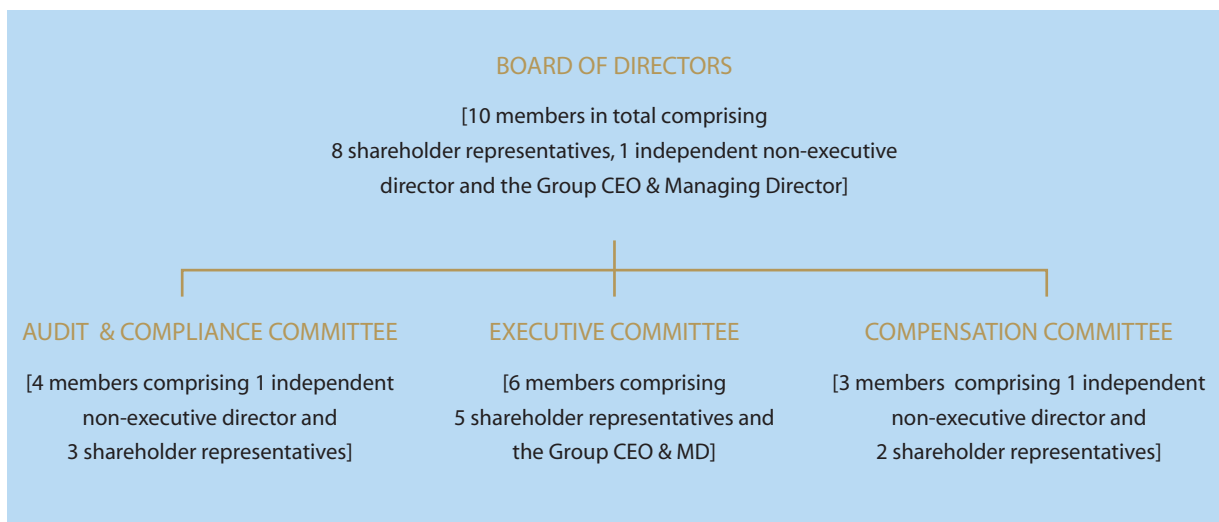 BOARD OF DIRECTORS
[10 members in total comprising
8 shareholder representatives, 1 independent non-executive
director and the Group CEO & Managing Director]
AUDIT & COMPLIANCE COMMITTEE
[4 members comprising 1 independent
non-executive director and
3 shareholder representatives]
EXECUTIVE COMMITTEE
[6 members comprising
5 shareholder representatives and
the Group CEO & MD]
COMPENSATION COMMITTEE
[3 members comprising 1 independent
non-executive director and
2 shareholder representatives]